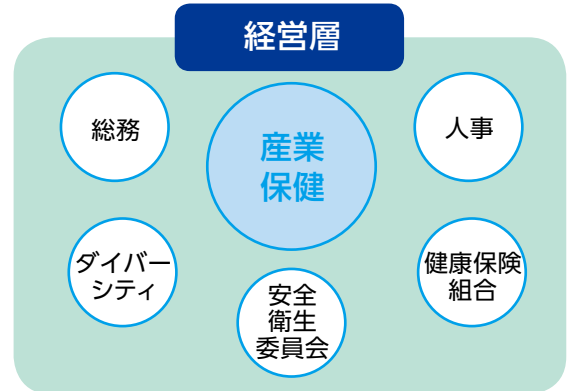 経営層
総務
産業
保健
人事
ダイバー
シティ
安全
衛生
委員会
健康保険
組合